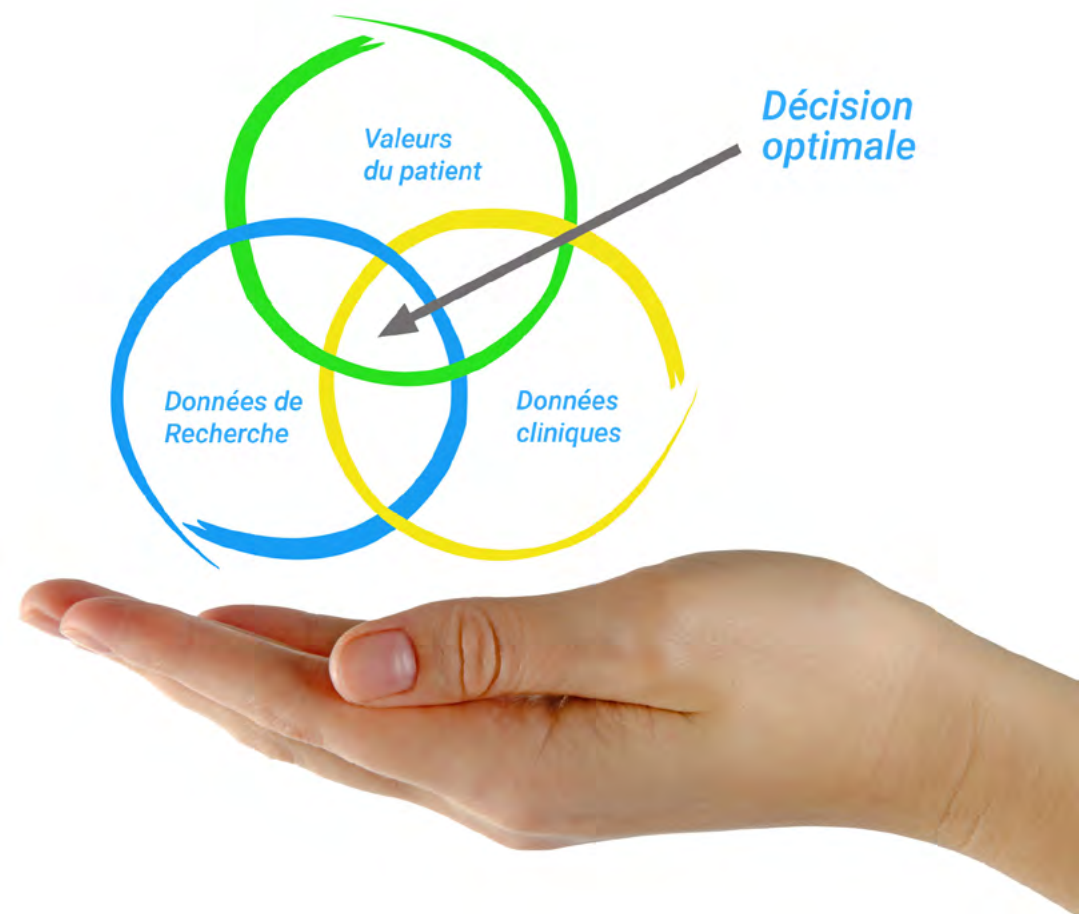 Décision
optimale
Valeurs
du patient
Données de
Recherche
Données
cliniques